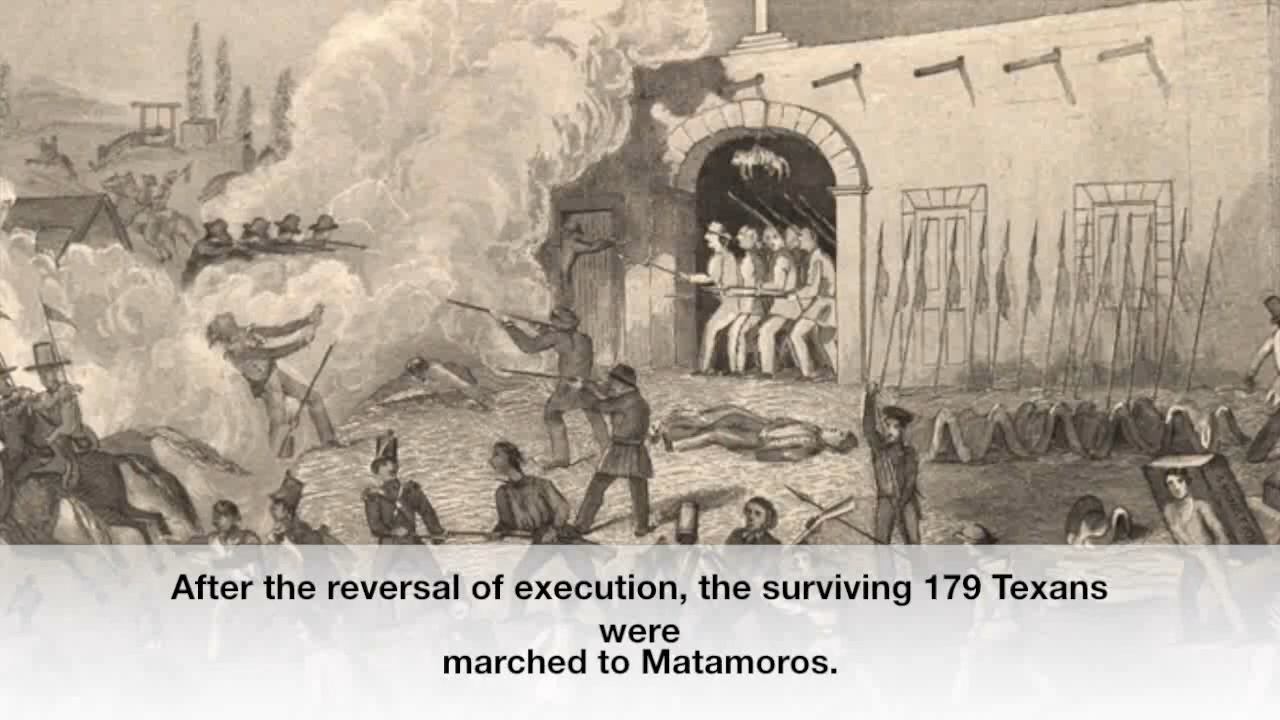 After the reversal of execution, the surviving 179 Texans
were
marched to Matamoros.